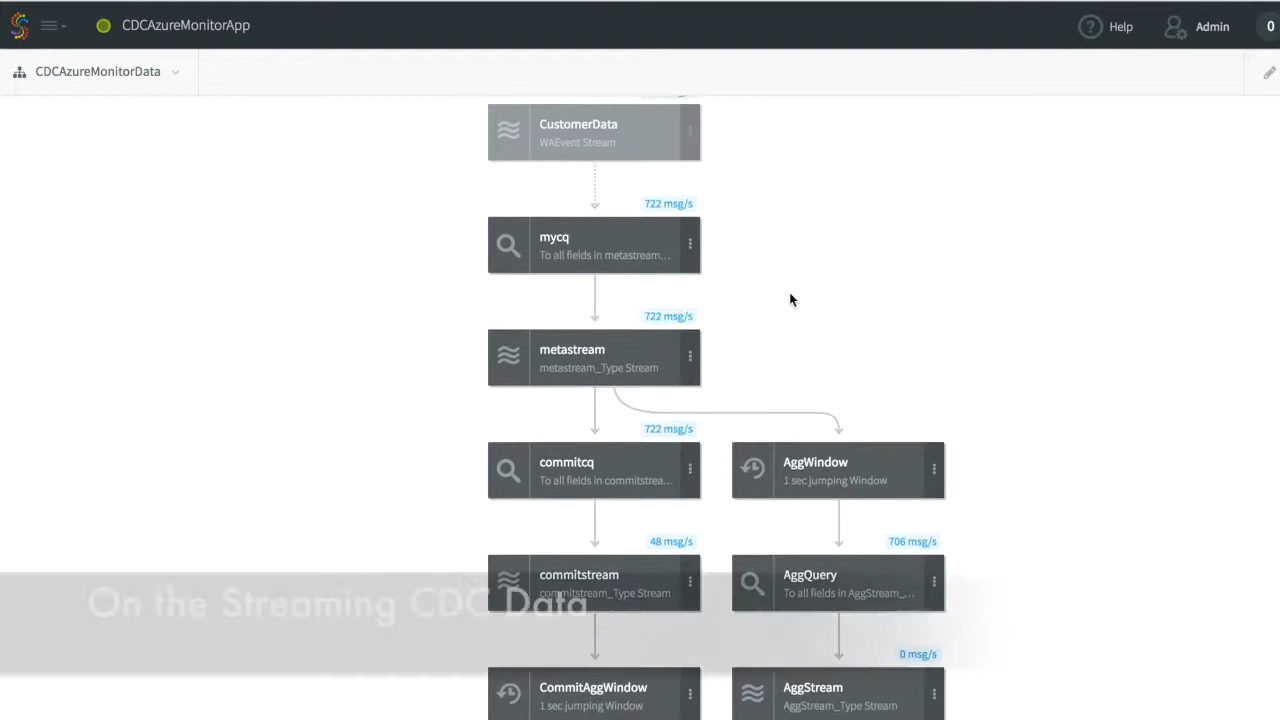 CDCAzureMonitorApp
Help
Admin
0
CDCAzureMonitorData
CustomerData
WAEvent Stream
722 msg/s
mycq
To all fields in metastream...
722 msg/s
metastream
metastream_Type Stream
722 msg/s
commitcq
To all fields in commitstrea...
AggWindow
1 sec jumping Window
48 msg/s
706 msg/s
commitstream
commitstream_Type Stream
AggQuery
To all fields in AggStream_...
On the Streaming CDC Data
0 msg/s
CommitAggWindow
1 sec jumping Window
AggStream
AggStream_Type Stream